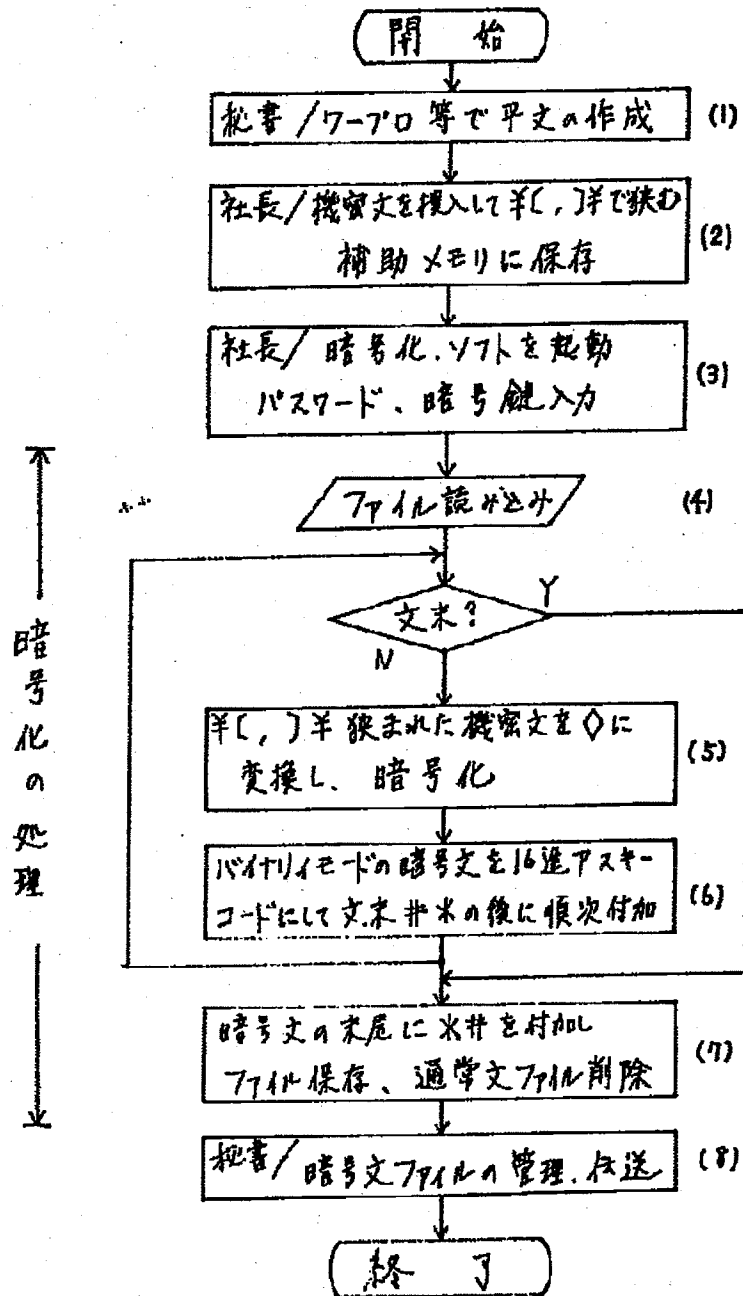 開 始
秘書/ワープロ等で平文の作成 (1)
社長/機密文を挿入して¥[,]¥で狭む
補助メモリに保存 (2)
社長/暗号化.ソフトを起動
パスワード、暗号鍵入力 (3)
ファイル読み込み (4)
文末?
Y
N
¥[,]¥狭まれた機密文を◇に
変換し、暗号化 (5)
バイナリィモードの暗号文を16進アスキー
コードにして文末#*の後に順次付加 (6)
暗号文の末尾に*#を付加し
ファイル保存、通常文ファイル削除 (7)
秘書/暗号文ファイルの管理.伝送 (8)
終 了
暗号化の処理